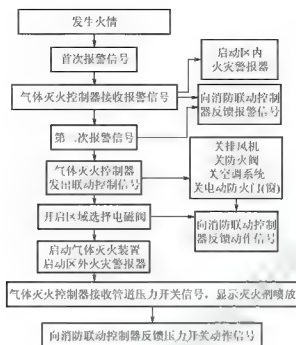 发生火情
首次报警信号
启动区内
火灾警报器
气体灭火控制器接收报警信号
向消防联动控制
器反馈报警信号
第二次报警信号
气体灭火控制器
发出联动控制信号
关排风机
关防火阀
关空调系统
关电动防火门(窗)
开启区域选择电磁阀
向消防联动控制
器反馈动作信号
启动气体灭火装置
启动区外火灾警报器
气体灭火控制器接收管道压力开关信号,显示灭火剂喷放
向消防联动控制器反馈压力开关动作信号